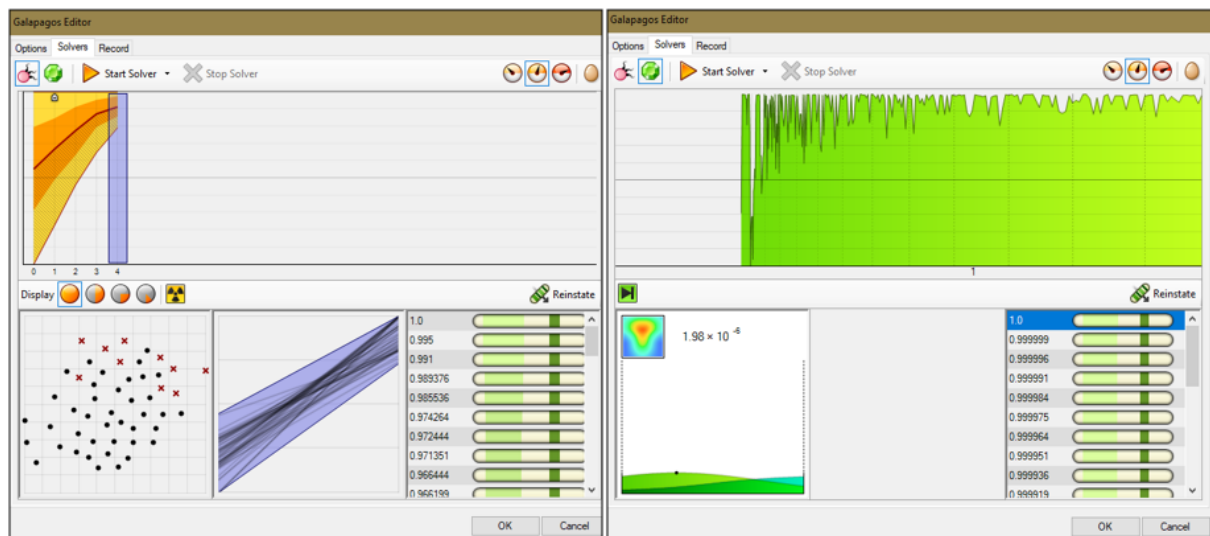 Galapagos Editor
Options Solvers Record
Start Solver Stop Solver
0 1 2 3 4
Display Reinstate
1.0
0.995
0.991
0.989376
0.985536
0.974264
0.972444
0.971351
0.966444
0.966199
OK Cancel
Galapagos Editor
Options Solvers Record
Start Solver Stop Solver
1
Reinstate
1.98 × 10 -6
1.0
0.999999
0.999996
0.999991
0.999984
0.999975
0.999964
0.999951
0.999936
0.999919
OK Cancel